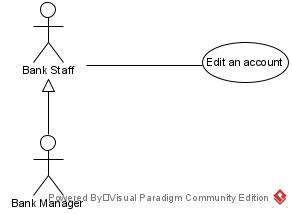 Bank Staff
Edit an account
Bank Manager
Powered By Visual Paradigm Community Edition